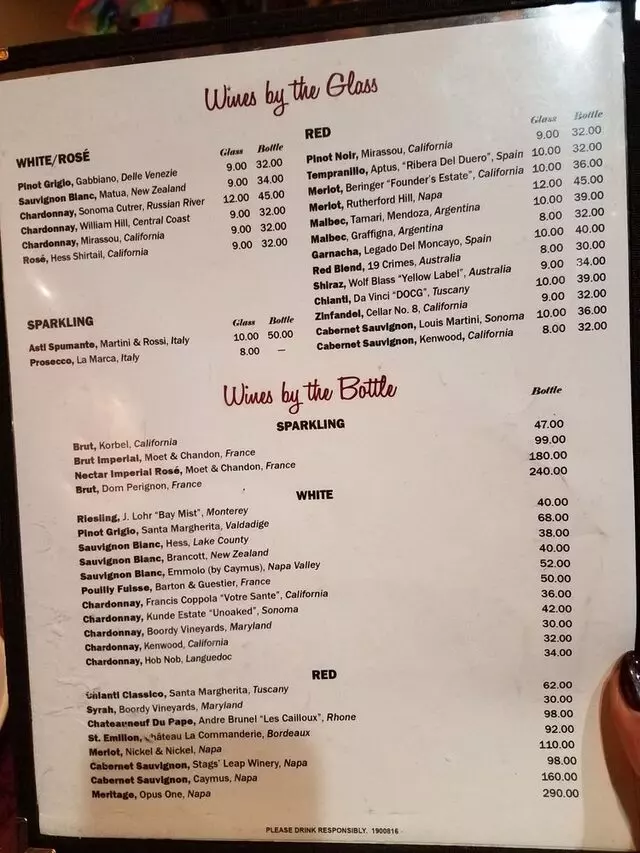 Wines by the Glass
WHITE/ROSÉ Glass Bottle
Pinot Grigio, Gabbiano, Delle Venezie 9.00 32.00
Sauvignon Blanc, Matua, New Zealand 9.00 34.00
Chardonnay, Sonoma Cutrer, Russian River 12.00 45.00
Chardonnay, William Hill, Central Coast 9.00 32.00
Chardonnay, Mirassou, California 9.00 32.00
Rosé, Hess Shirtail, California 9.00 32.00
SPARKLING Glass Bottle
Asti Spumante, Martini & Rossi, Italy 10.00 50.00
Prosecco, La Marca, Italy 8.00 —
RED Glass Bottle
Pinot Noir, Mirassou, California 9.00 32.00
Tempranillo, Aptus, "Ribera Del Duero", Spain 10.00 32.00
Merlot, Beringer "Founder's Estate", California 10.00 36.00
Merlot, Rutherford Hill, Napa 12.00 45.00
Malbec, Tamari, Mendoza, Argentina 10.00 39.00
Malbec, Graffigna, Argentina 8.00 32.00
Garnacha, Legado Del Moncayo, Spain 10.00 40.00
Red Blend, 19 Crimes, Australia 8.00 30.00
Shiraz, Wolf Blass "Yellow Label", Australia 9.00 34.00
Chianti, Da Vinci "DOCG", Tuscany 10.00 39.00
Zinfandel, Cellar No. 8, California 9.00 32.00
Cabernet Sauvignon, Louis Martini, Sonoma 10.00 36.00
Cabernet Sauvignon, Kenwood, California 8.00 32.00
Wines by the Bottle
Bottle
SPARKLING
Brut, Korbel, California 47.00
Brut Imperial, Moet & Chandon, France 99.00
Nectar Imperial Rosé, Moet & Chandon, France 180.00
Brut, Dom Perignon, France 240.00
WHITE
Riesling, J. Lohr "Bay Mist", Monterey 40.00
Pinot Grigio, Santa Margherita, Valdadige 68.00
Sauvignon Blanc, Hess, Lake County 38.00
Sauvignon Blanc, Brancott, New Zealand 40.00
Sauvignon Blanc, Emmolo (by Caymus), Napa Valley 52.00
Pouilly Fuisse, Barton & Guestier, France 50.00
Chardonnay, Francis Coppola "Votre Sante", California 36.00
Chardonnay, Kunde Estate "Unoaked", Sonoma 42.00
Chardonnay, Boordy Vineyards, Maryland 30.00
Chardonnay, Kenwood, California 32.00
Chardonnay, Hob Nob, Languedoc 34.00
RED
Chianti Classico, Santa Margherita, Tuscany 62.00
Syrah, Boordy Vineyards, Maryland 30.00
Chateauneuf Du Pape, Andre Brunel "Les Cailloux", Rhone 98.00
St. Emilion, Château La Commanderie, Bordeaux 92.00
Merlot, Nickel & Nickel, Napa 110.00
Cabernet Sauvignon, Stags' Leap Winery, Napa 98.00
Cabernet Sauvignon, Caymus, Napa 160.00
Meritage, Opus One, Napa 290.00
PLEASE DRINK RESPONSIBLY. 1900816